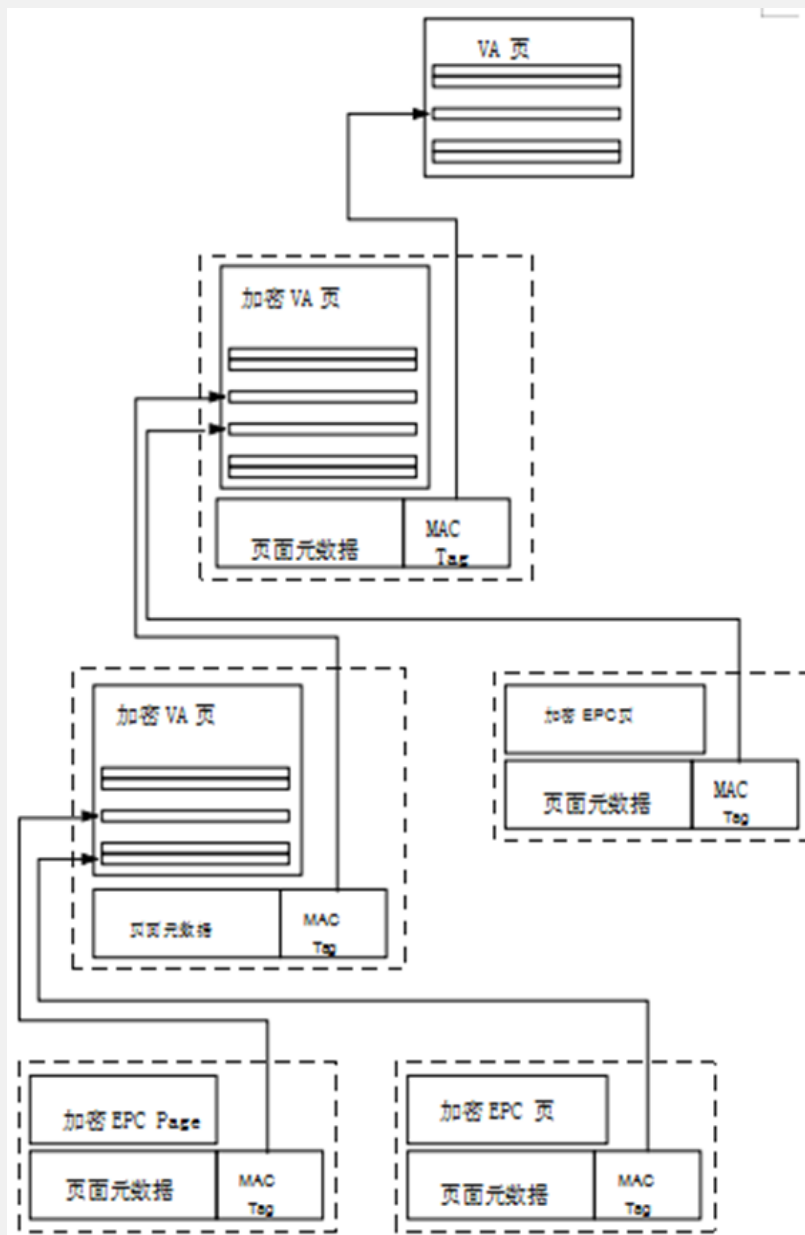 VA 页
加密 VA 页
页面元数据
MAC
Tag
加密 VA 页
页面元数据
MAC
Tag
加密 EPC页
页面元数据
MAC
Tag
加密 EPC Page
页面元数据
MAC
Tag
加密 EPC 页
页面元数据
MAC
Tag